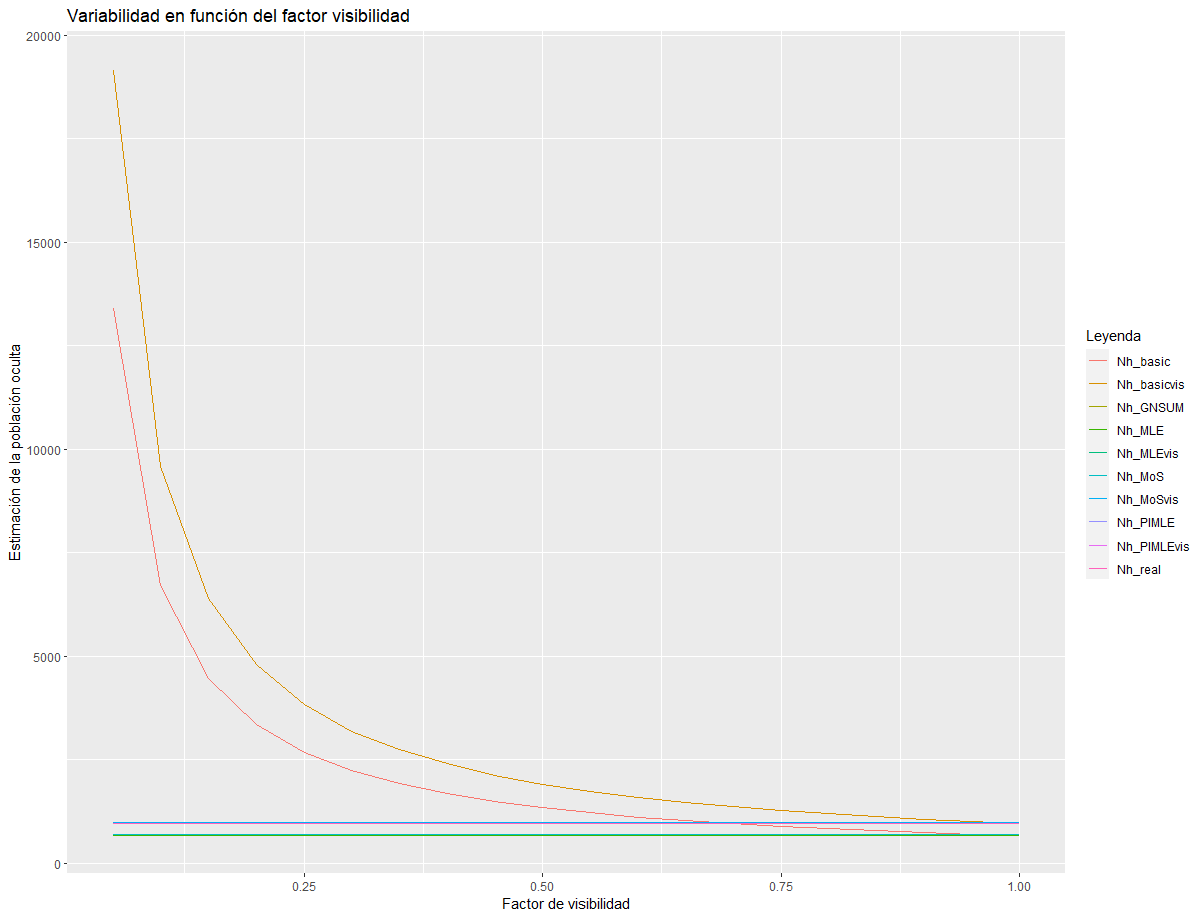 Variabilidad en función del factor visibilidad
20000
15000
10000
5000
0
Estimación de la población oculta
0.25
0.50
0.75
1.00
Factor de visibilidad
Leyenda
Nh_basic
Nh_basicvis
Nh_GNSUM
Nh_MLE
Nh_MLEvis
Nh_MoS
Nh_MoSvis
Nh_PIMLE
Nh_PIMLEvis
Nh_real